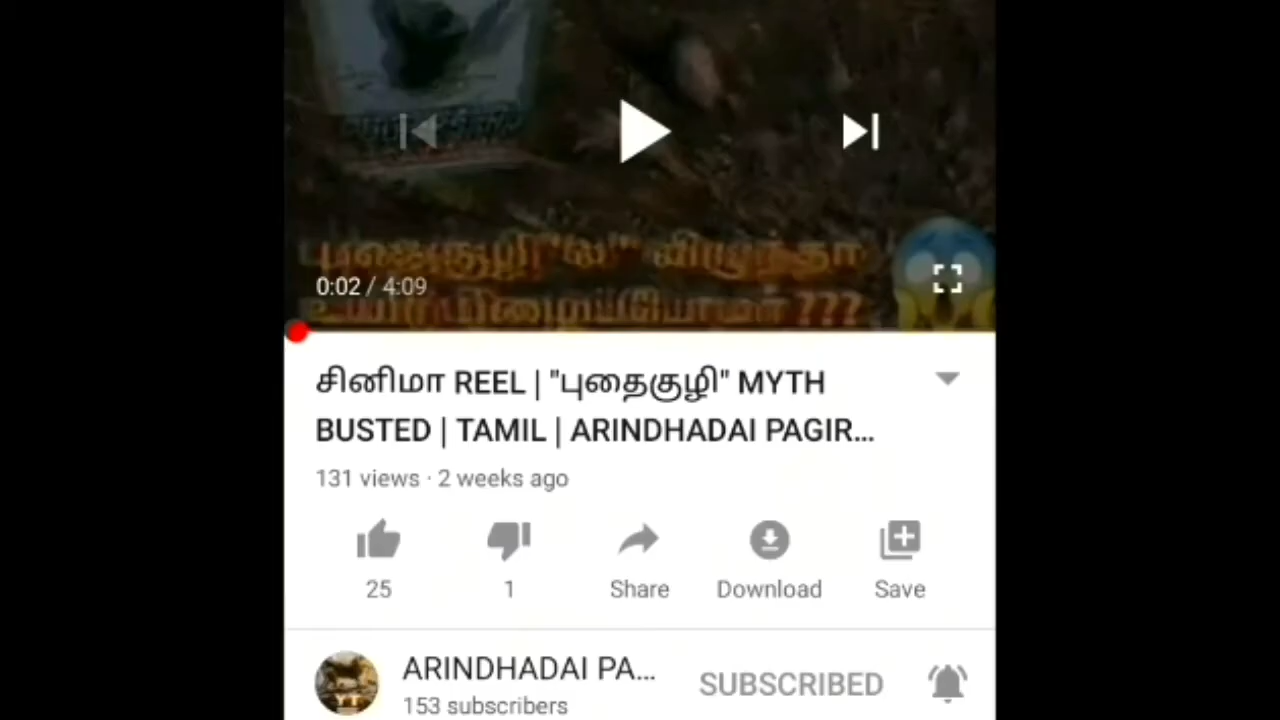 புதைகுழி"ல" விழுந்தா
0:02 / 4:09
உயிர் பிழைப்போமா ???
சினிமா REEL | "புதைகுழி" MYTH
BUSTED | TAMIL | ARINDHADAI PAGIR...
131 views · 2 weeks ago
25
1
Share
Download
Save
ARINDHADAI PA...
SUBSCRIBED
153 subscribers